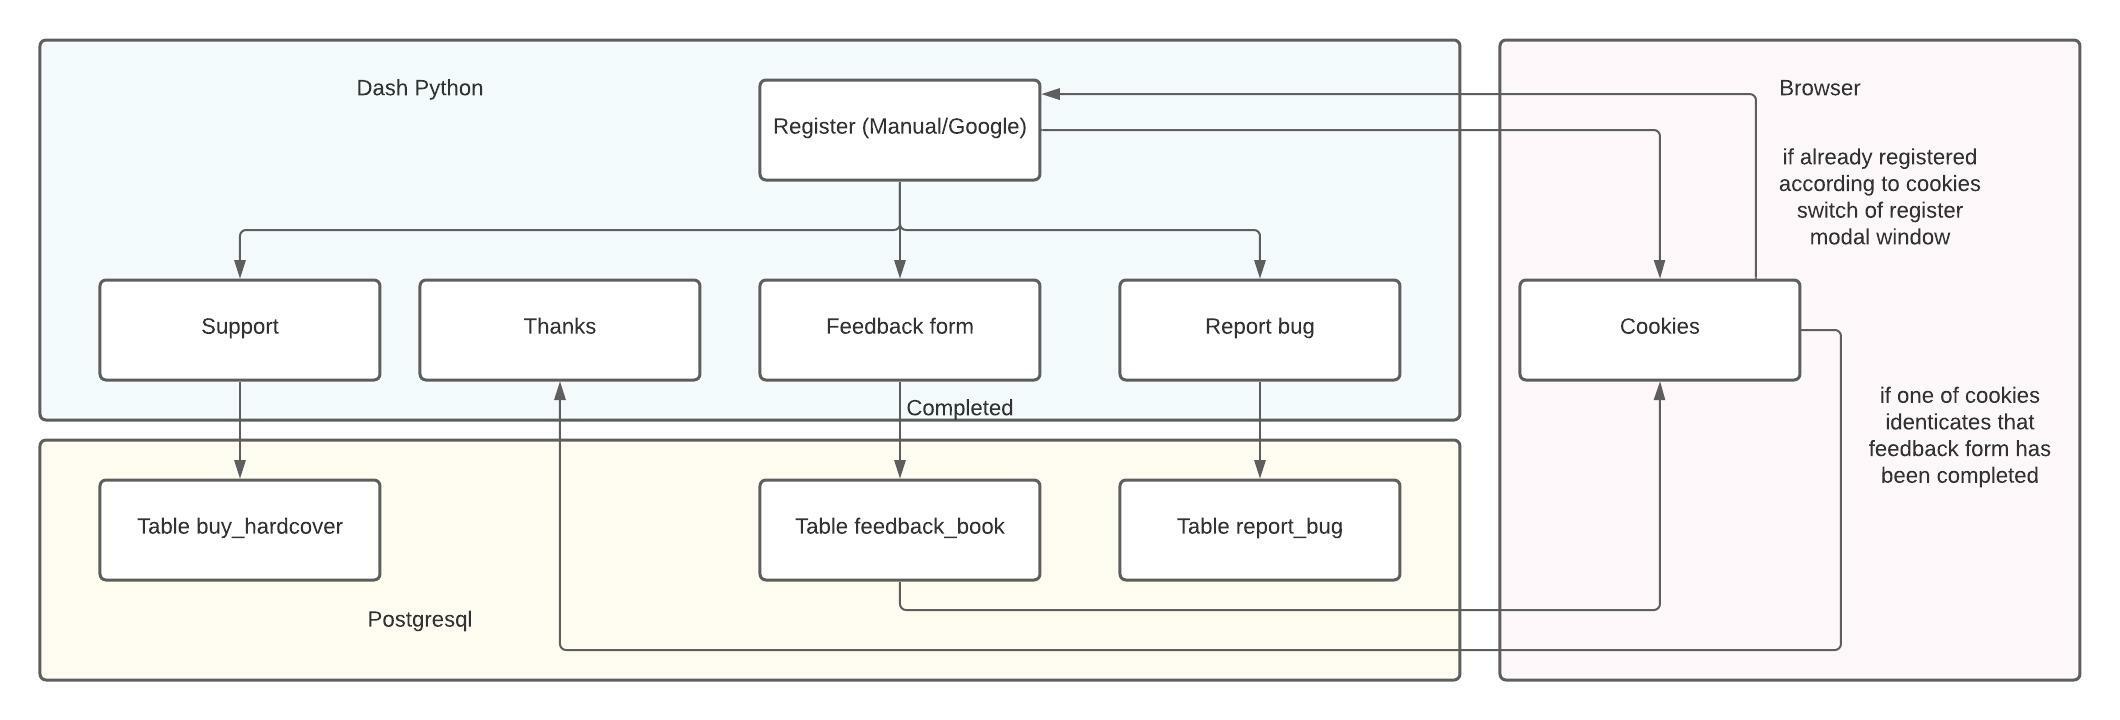 Dash Python
Browser
Register (Manual/Google)
if already registered
according to cookies
switch of register
modal window
Support
Thanks
Feedback form
Report bug
Cookies
Completed
if one of cookies
identicates that
feedback form has
been completed
Table buy_hardcover
Table feedback_book
Table report_bug
Postgresql